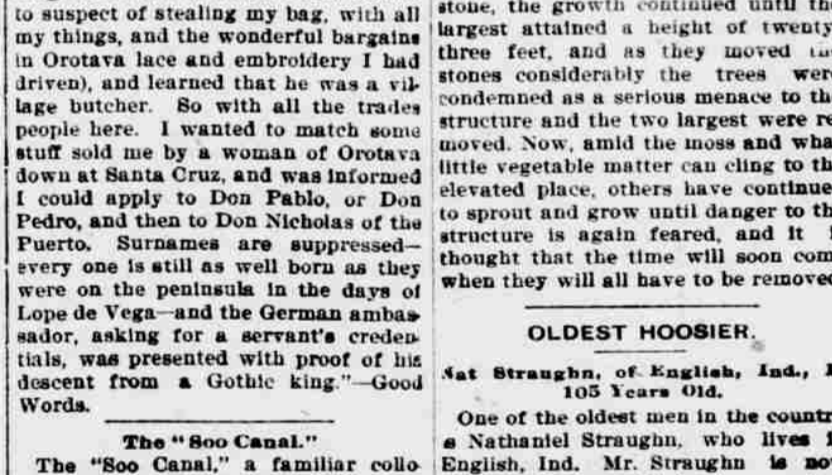 to suspect of stealing my bag, with all
my things, and the wonderful bargains
in Orotava lace and embroidery I had
driven), and learned that he was a vil-
lage butcher. So with all the trades
people here. I wanted to match some
stuff sold me by a woman of Orotava
down at Santa Cruz, and was informed
I could apply to Don Pablo, or Don
Pedro, and then to Don Nicholas of the
Puerto. Surnames are suppressed—
every one is still as well born as they
were on the peninsula in the days of
Lope de Vega—and the German ambas-
sador, asking for a servant's creden-
tials, was presented with proof of his
descent from a Gothic king."—Good
Words.
The "Soo Canal."
The "Soo Canal," a familiar collo-
stone, the growth continued until the
largest attained a height of twenty-
three feet, and as they moved
stones considerably the trees were
condemned as a serious menace to th
structure and the two largest were re
moved. Now, amid the moss and wha
little vegetable matter can cling to th
elevated place, others have continue
to sprout and grow until danger to th
structure is again feared, and it
thought that the time will soon com
when they will all have to be removed
OLDEST HOOSIER.
Nat Straughn, of English, Ind.,
105 Years Old.
One of the oldest men in the countr
s Nathaniel Straughn, who lives
English, Ind. Mr. Straughn is no